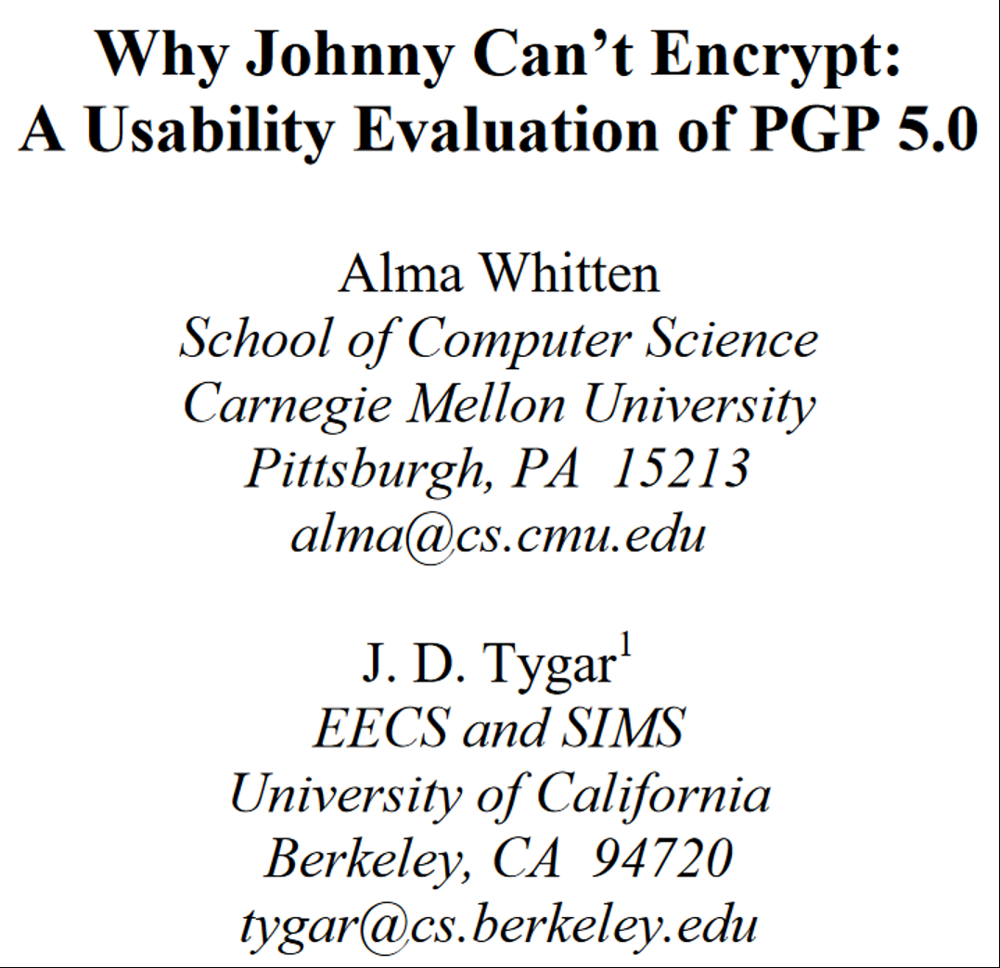 Why Johnny Can’t Encrypt:
A Usability Evaluation of PGP 5.0
Alma Whitten
School of Computer Science
Carnegie Mellon University
Pittsburgh, PA  15213
alma@cs.cmu.edu
J. D. Tygar¹
EECS and SIMS
University of California
Berkeley, CA  94720
tygar@cs.berkeley.edu